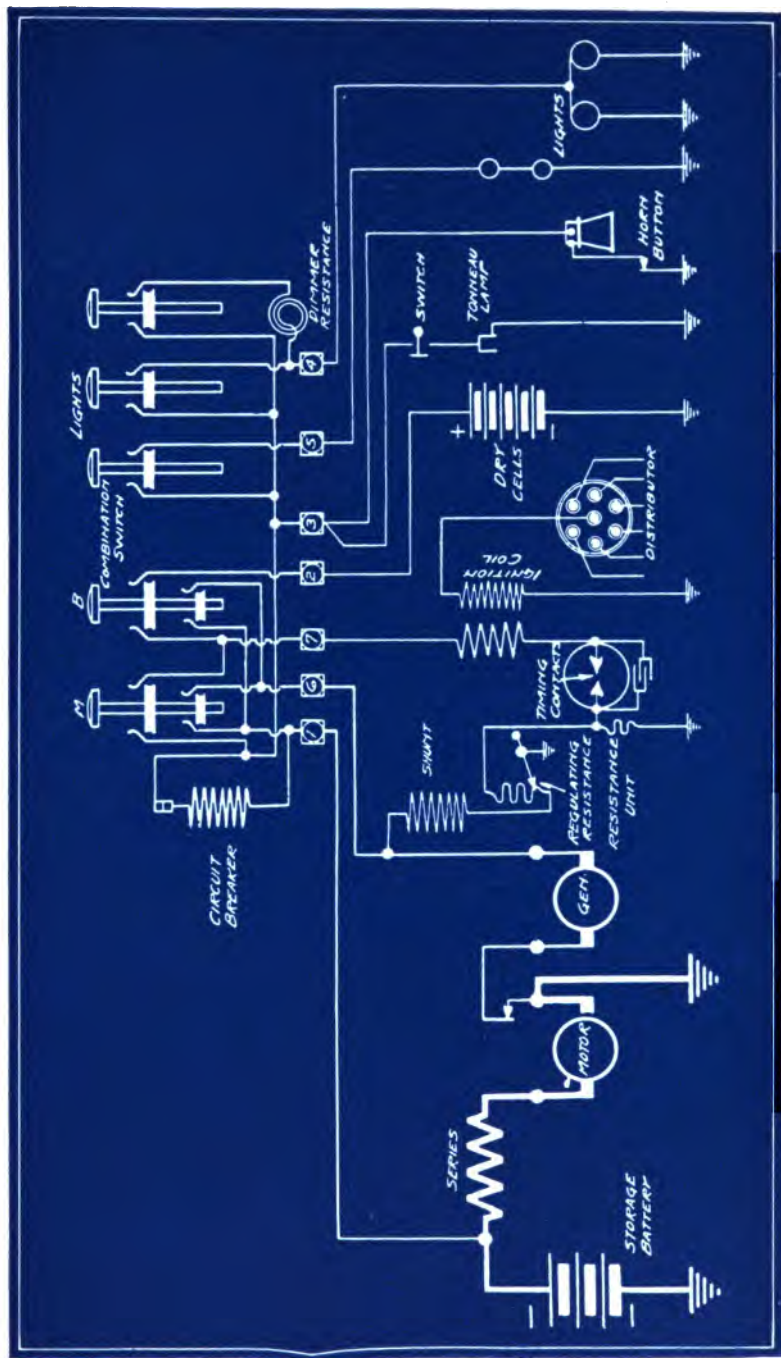 M
B
COMBINATION
SWITCH
LIGHTS
CIRCUIT
BREAKER
1
6
7
2
3
5
4
DIMMER
RESISTANCE
SERIES
SHUNT
IGNITION
COIL
DRY
CELLS
+
−
SWITCH
TONNEAU
LAMP
HORN
BUTTON
LIGHTS
STORAGE
BATTERY
−
−
MOTOR
GEN.
REGULATING
RESISTANCE
RESISTANCE
UNIT
TIMING
CONTACTS
DISTRIBUTOR